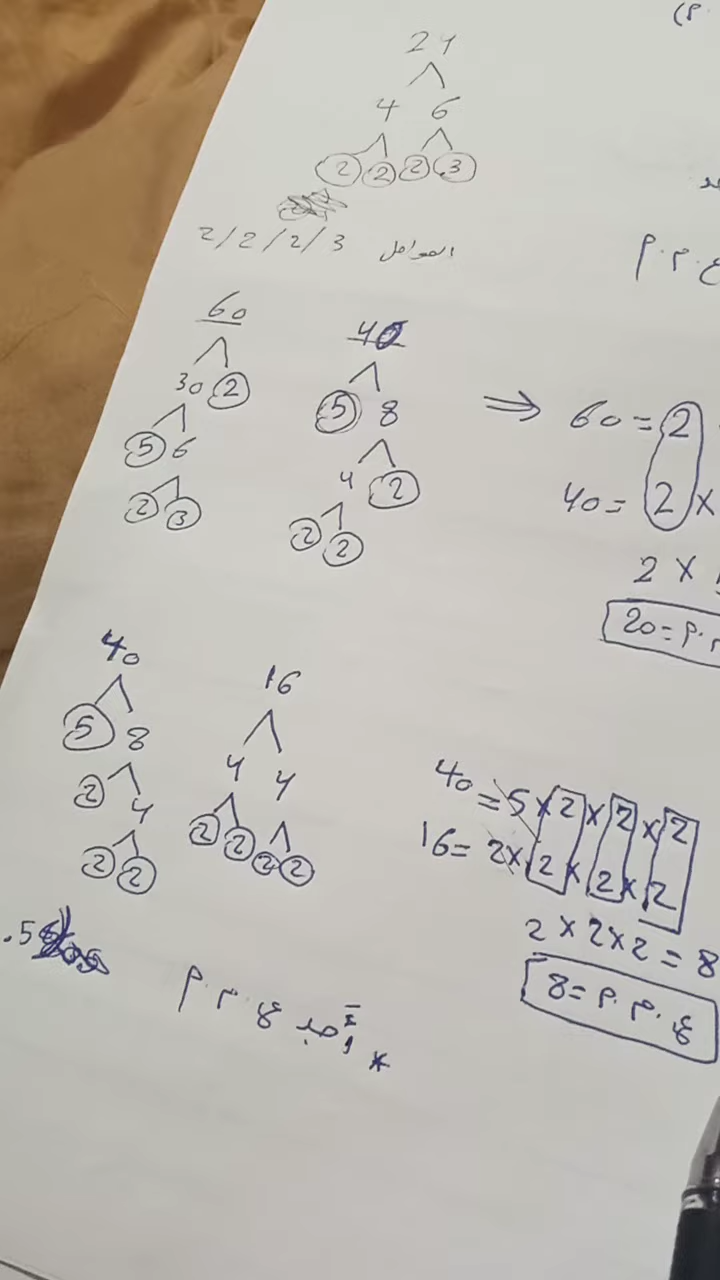 24
4 6
2 2 2 3
2/2/2/3 العوامل
ع.م.م
60
30 2
5 6
2 3
40
5 8
4 2
2 2
⇒ 60 = 2
40 = 2 ×
2 ×
20 =
40
5 8
2 4
2 2
16
4 4
2 2 2 2
40 = 5 × 2 × 2 × 2
16 = 2 × 2 × 2 × 2
2 × 2 × 2 = 8
ع.م.م = 8
* أوجد ع.م.م